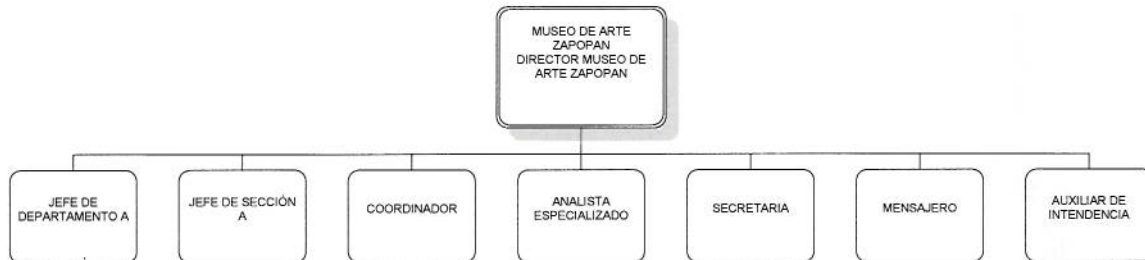 MUSEO DE ARTE
ZAPOPAN
DIRECTOR MUSEO DE
ARTE ZAPOPAN
JEFE DE
DEPARTAMENTO A
JEFE DE SECCIÓN
A
COORDINADOR
ANALISTA
ESPECIALIZADO
SECRETARIA
MENSAJERO
AUXILIAR DE
INTENDENCIA